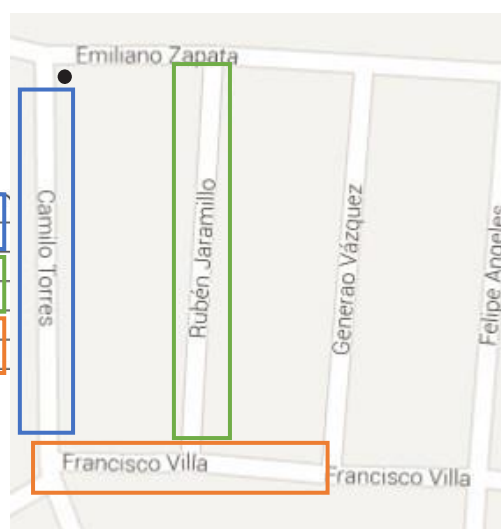 Emiliano Zapata
Camilo Torres
Rubén Jaramillo
Generao Vázquez
Felipe Angeles
Francisco Villa
Francisco Villa